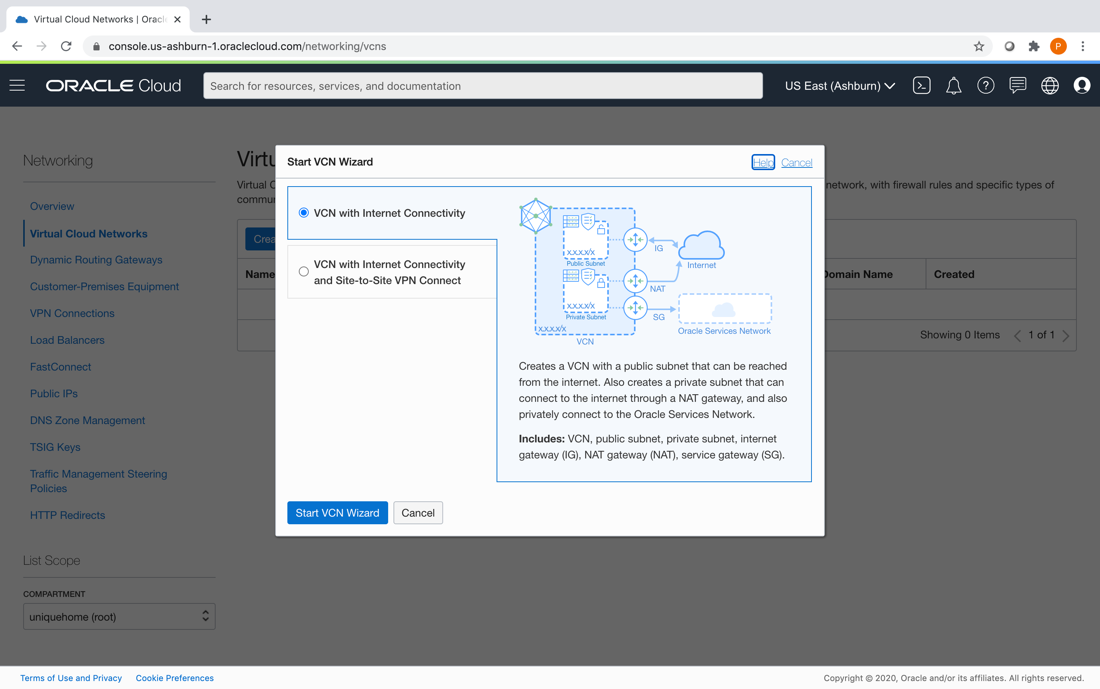 Virtual Cloud Networks | Oracl
console.us-ashburn-1.oraclecloud.com/networking/vcns
P
ORACLE Cloud
Search for resources, services, and documentation
US East (Ashburn)
Networking
Overview
Virtual Cloud Networks
Dynamic Routing Gateways
Customer-Premises Equipment
VPN Connections
Load Balancers
FastConnect
Public IPs
DNS Zone Management
TSIG Keys
Traffic Management Steering
Policies
HTTP Redirects
List Scope
COMPARTMENT
uniquehome (root)
Virtu
Virtual C
network, with firewall rules and specific types of
commu
Crea
Name
Domain Name
Created
Showing 0 Items
1 of 1
Start VCN Wizard
Help
Cancel
VCN with Internet Connectivity
VCN with Internet Connectivity
and Site-to-Site VPN Connect
X.X.X.X/X
Public Subnet
IG
Internet
X.X.X.X/X
Private Subnet
NAT
SG
Oracle Services Network
X.X.X.X/X
VCN
Creates a VCN with a public subnet that can be reached
from the internet. Also creates a private subnet that can
connect to the internet through a NAT gateway, and also
privately connect to the Oracle Services Network.
Includes: VCN, public subnet, private subnet, internet
gateway (IG), NAT gateway (NAT), service gateway (SG).
Start VCN Wizard
Cancel
Terms of Use and Privacy
Cookie Preferences
Copyright © 2020, Oracle and/or its affiliates. All rights reserved.